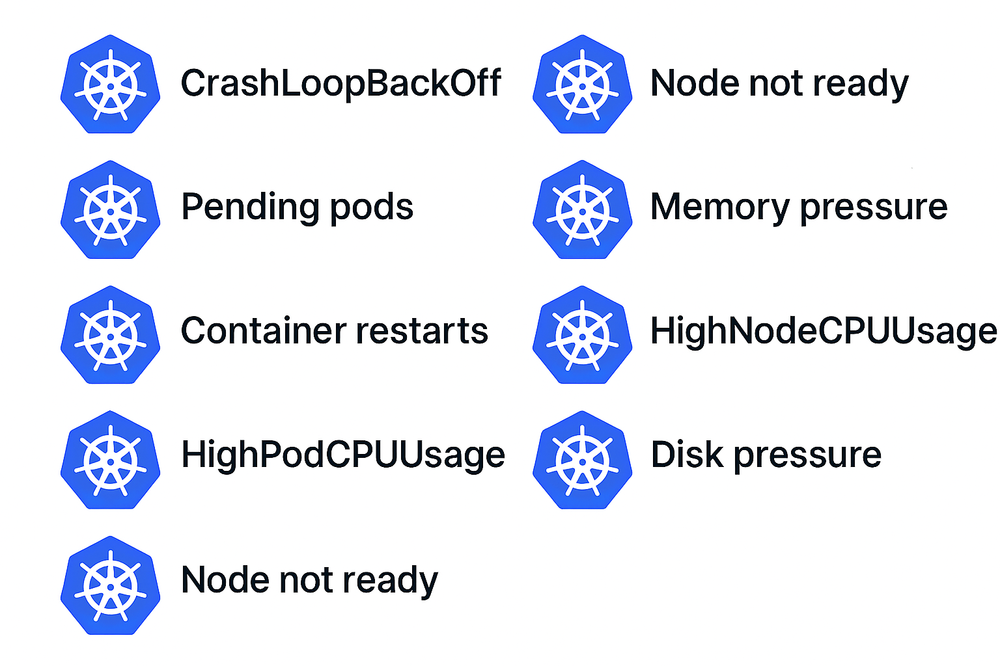 CrashLoopBackOff
Pending pods
Container restarts
HighPodCPUUsage
Node not ready
Node not ready
Memory pressure
HighNodeCPUUsage
Disk pressure